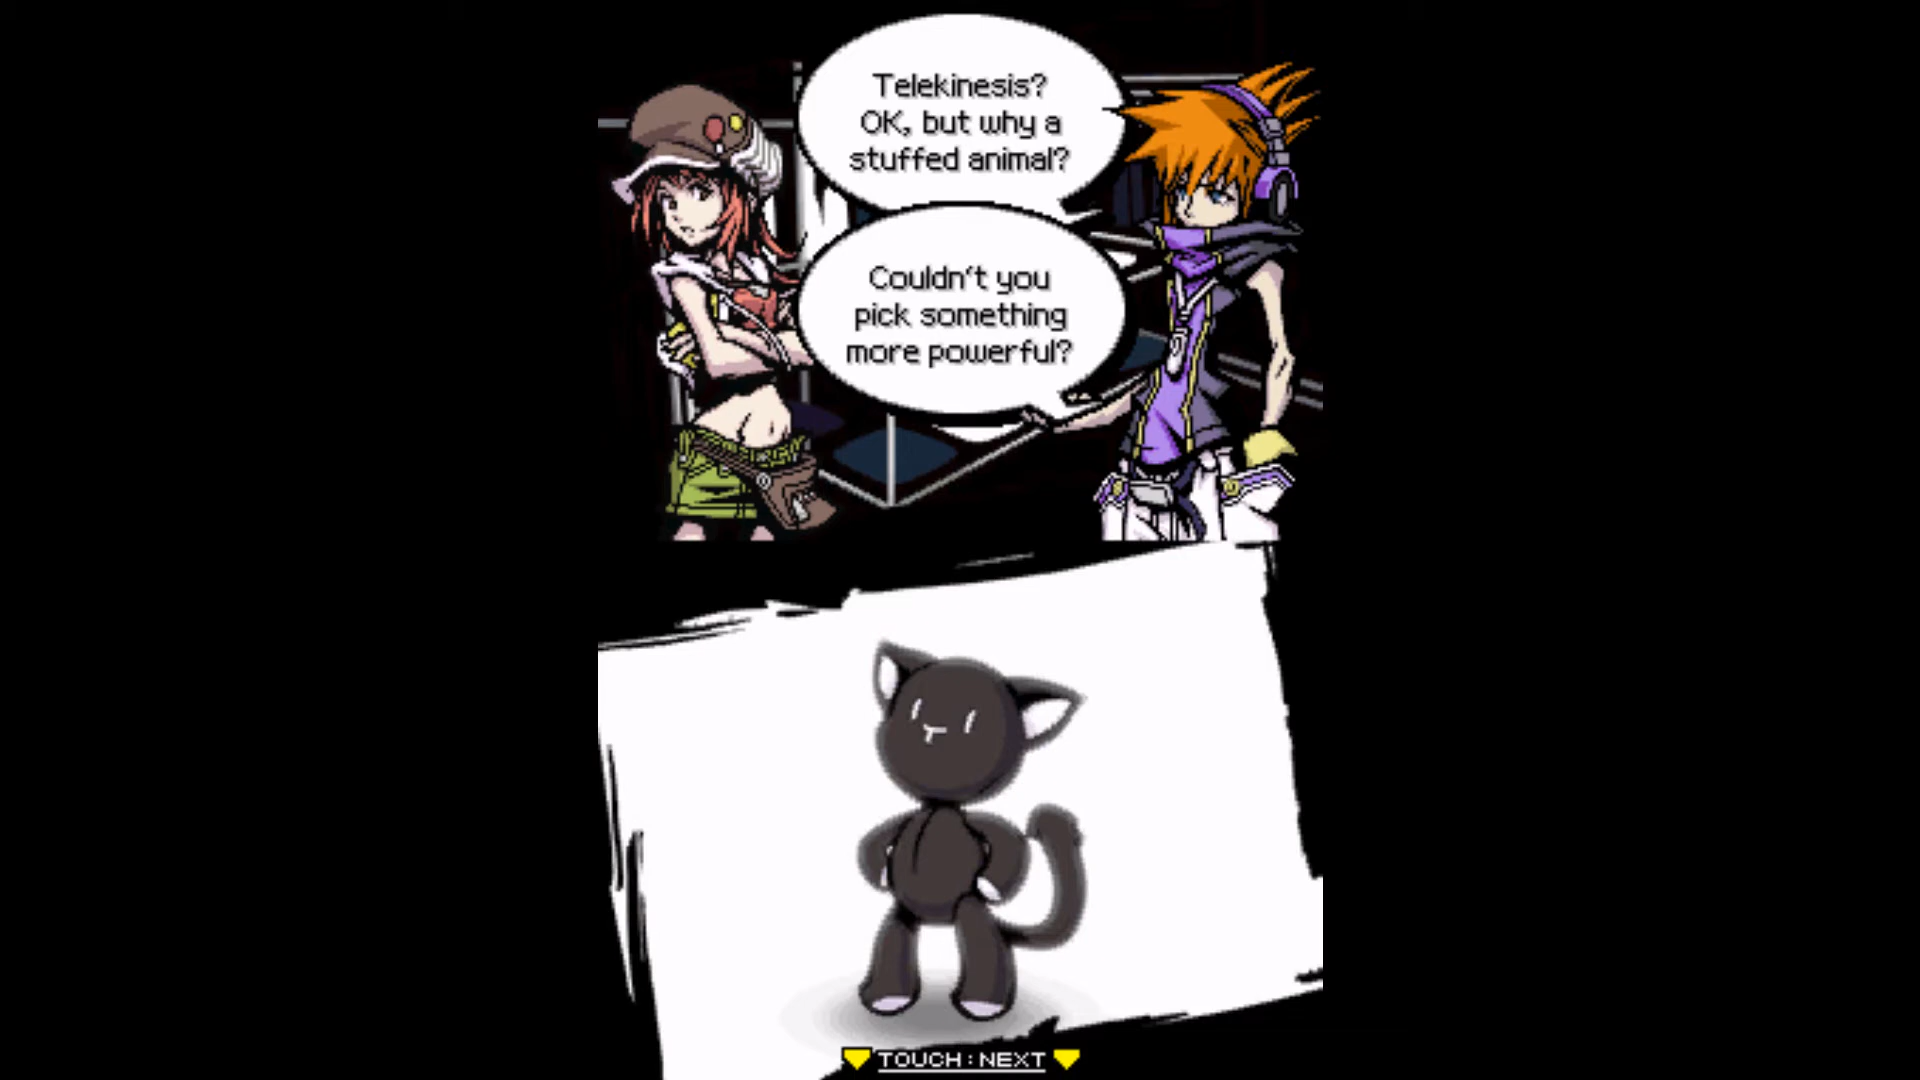 Telekinesis?
OK, but why a
stuffed animal?
Couldn't you
pick something
more powerful?
TOUCH:NEXT